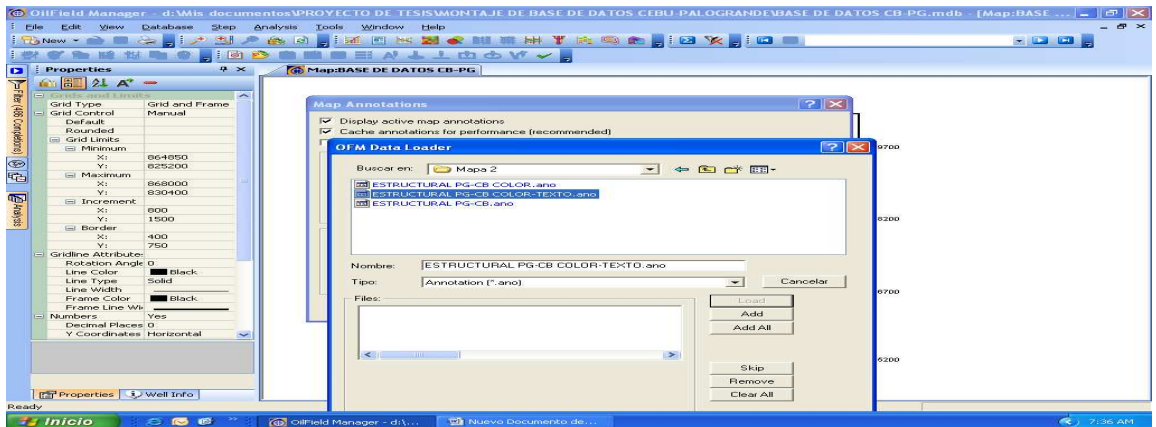 OilField Manager - d:\Mis documentos\PROYECTO DE TESIS\MONTAJE DE BASE DE DATOS CEBU-PALOGRANDE\BASE DE DATOS CB-PG.mdb - [Map:BASE ...
File Edit View Database Step Analysis Tools Window Help
New
Properties
Map:BASE DE DATOS CB-PG
Filter (486 Completions)
Analysis
Grids and Limits
Grid Type Grid and Frame
Grid Control Manual
Default
Rounded
Grid Limits
Minimum
X: 864850
Y: 825200
Maximum
X: 868000
Y: 830400
Increment
X: 800
Y: 1500
Border
X: 400
Y: 750
Gridline Attribute:
Rotation Angle 0
Line Color Black
Line Type Solid
Line Width
Frame Color Black
Frame Line Wi
Numbers Yes
Decimal Places 0
Y Coordinates Horizontal
Properties Well Info
Map Annotations
Display active map annotations
Cache annotations for performance (recommended)
OFM Data Loader
Buscar en: Mapa 2
ESTRUCTURAL PG-CB COLOR.ano
ESTRUCTURAL PG-CB COLOR-TEXTO.ano
ESTRUCTURAL PG-CB.ano
Nombre: ESTRUCTURAL PG-CB COLOR-TEXTO.ano
Tipo: Annotation (*.ano) Cancelar
Files:
Load
Add
Add All
Skip
Remove
Clear All
9700
8200
6700
5200
Ready
Inicio
OilField Manager - d:\...
Nuevo Documento de...
7:36 AM